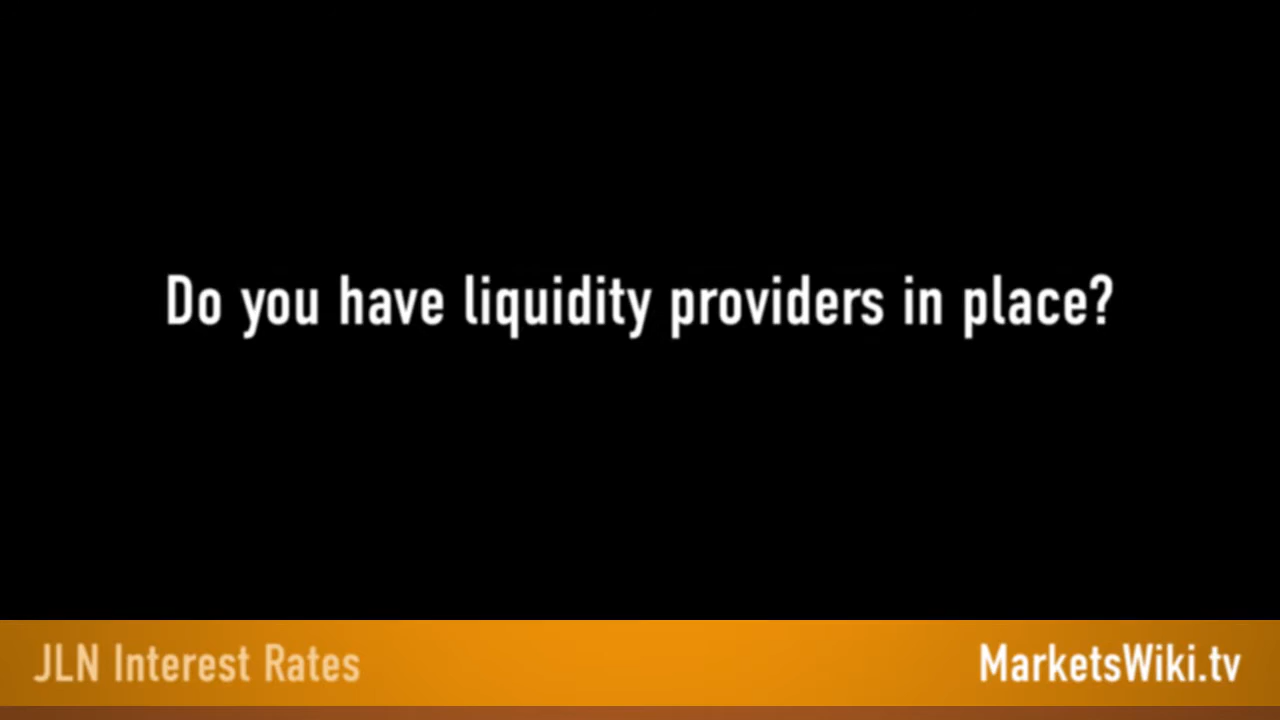 Do you have liquidity providers in place?
JLN Interest Rates
MarketsWiki.tv